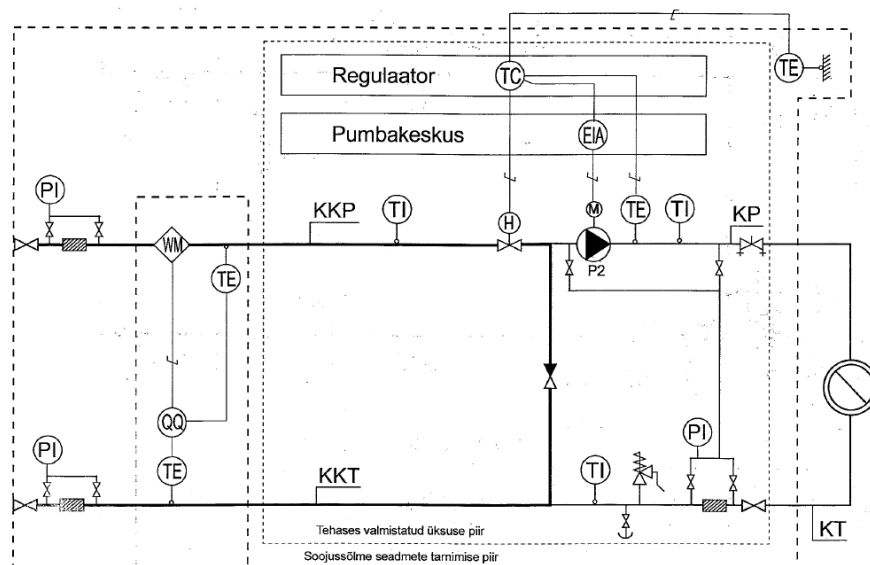 TE
Regulaator
TC
Pumbakeskus
EIA
PI
KKP
TI
H
M
TE
TI
KP
WM
TE
P2
QQ
PI
TE
KKT
TI
PI
KT
Tehases valmistatud üksuse piir
Soojussõlme seadmete tarnimise piir